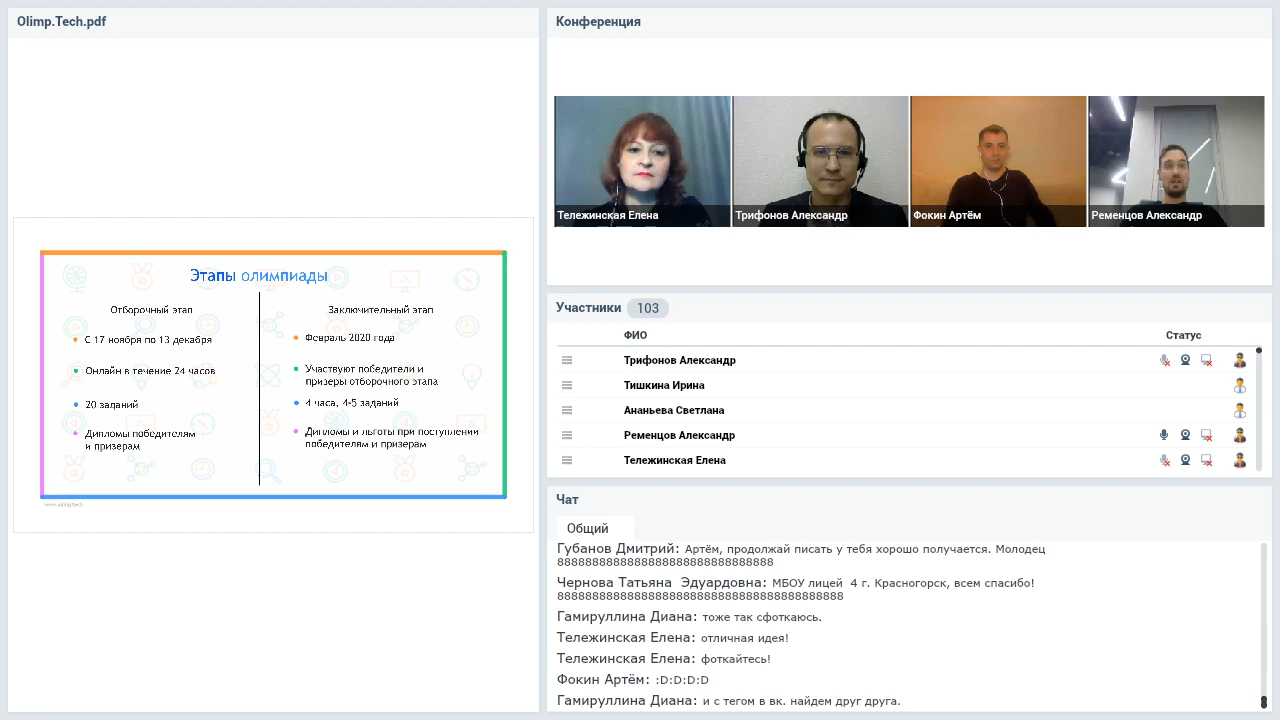 Olimp.Tech.pdf
Этапы олимпиады
Отборочный этап
С 17 ноября по 13 декабря
Онлайн в течение 24 часов
20 заданий
Дипломы победителям
и призерам
Заключительный этап
Февраль 2020 года
Участвуют победители и
призеры отборочного этапа
4 часа, 4-5 заданий
Дипломы и льготы при поступлении
победителям и призерам
www.olimp.tech
Конференция
Тележинская Елена
Трифонов Александр
Фокин Артём
Ременцов Александр
Участники 103
ФИО Статус
Трифонов Александр
Тишкина Ирина
Ананьева Светлана
Ременцов Александр
Тележинская Елена
Чат
Общий
Губанов Дмитрий: Артём, продолжай писать у тебя хорошо получается. Молодец
8888888888888888888888888888888
Чернова Татьяна  Эдуардовна: МБОУ лицей  4 г. Красногорск, всем спасибо!
88888888888888888888888888888888888888888
Гамируллина Диана: тоже так сфоткаюсь.
Тележинская Елена: отличная идея!
Тележинская Елена: фоткайтесь!
Фокин Артём: :D:D:D:D
Гамируллина Диана: и с тегом в вк. найдем друг друга.